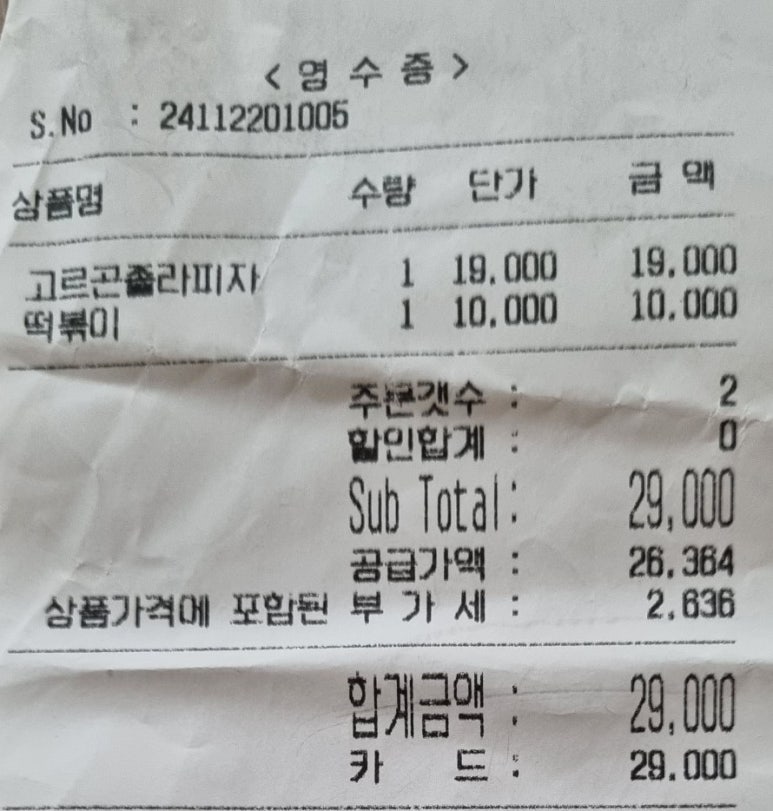 < 영 수 증 >
S.No : 24112201005
상품명 수량 단가 금 액
고르곤졸라피자 1 19,000 19,000
떡볶이 1 10,000 10,000
주문갯수 : 2
할인합계 : 0
Sub Total: 29,000
공급가액 : 26,364
상품가격에 포함된 부 가 세 : 2,636
합계금액 : 29,000
카 드 : 29,000